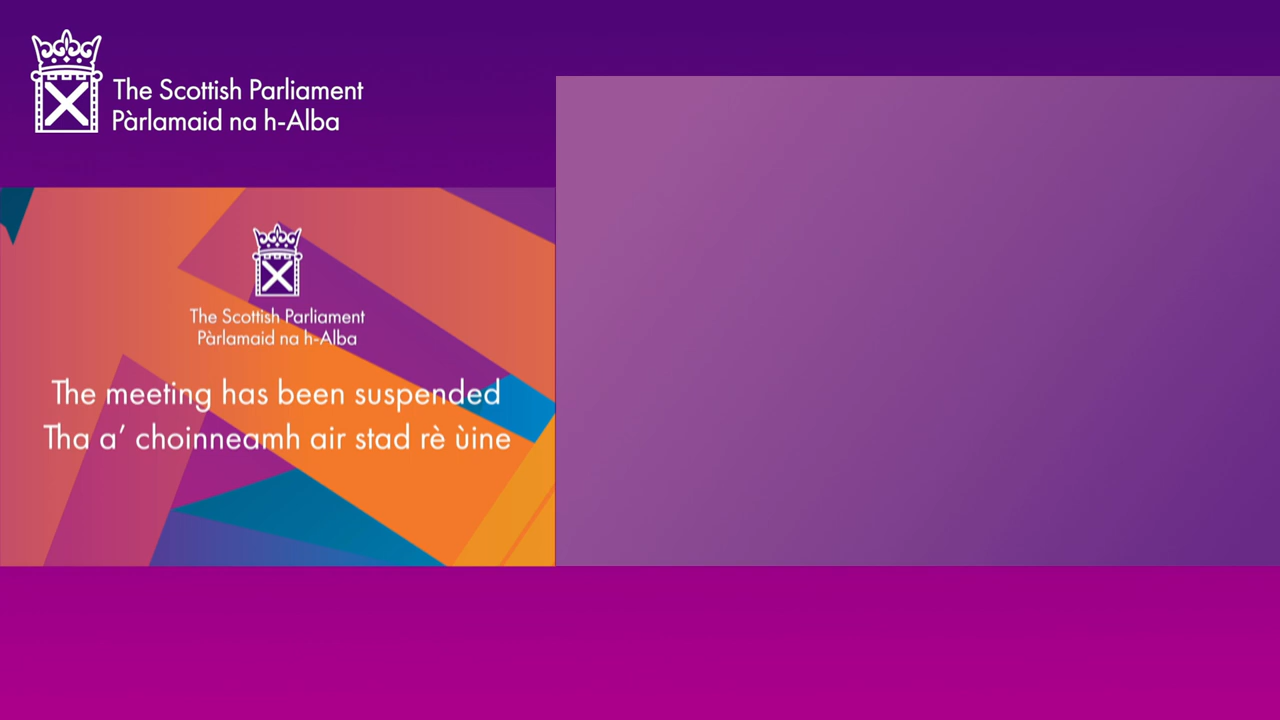 The Scottish Parliament
Pàrlamaid na h-Alba
The Scottish Parliament
Pàrlamaid na h-Alba
The meeting has been suspended
Tha a’ choinneamh air stad rè ùine